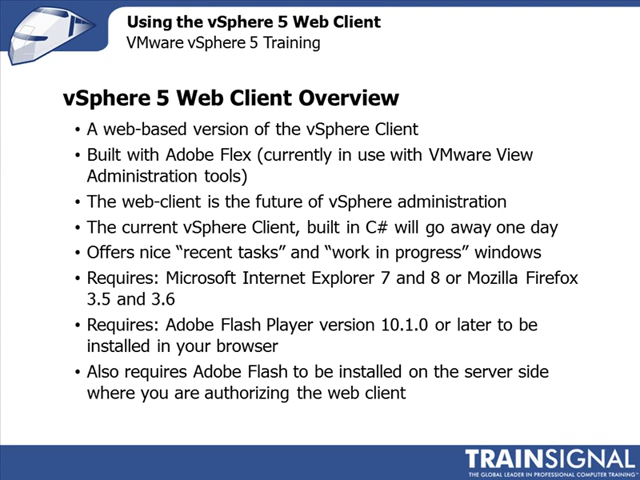 Using the vSphere 5 Web Client
VMware vSphere 5 Training
vSphere 5 Web Client Overview
• A web-based version of the vSphere Client
• Built with Adobe Flex (currently in use with VMware View
Administration tools)
• The web-client is the future of vSphere administration
• The current vSphere Client, built in C# will go away one day
• Offers nice “recent tasks” and “work in progress” windows
• Requires: Microsoft Internet Explorer 7 and 8 or Mozilla Firefox
3.5 and 3.6
• Requires: Adobe Flash Player version 10.1.0 or later to be
installed in your browser
• Also requires Adobe Flash to be installed on the server side
where you are authorizing the web client
TRAINSIGNAL
THE GLOBAL LEADER IN PROFESSIONAL COMPUTER TRAINING™